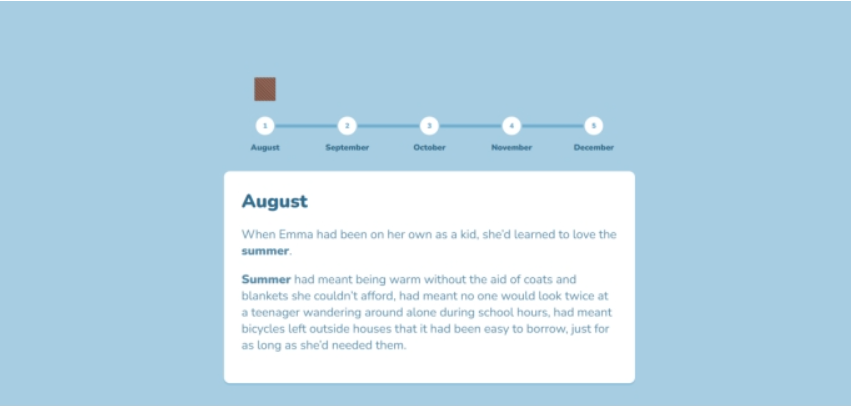 1 2 3 4 5
August September October November December
August
When Emma had been on her own as a kid, she'd learned to love the
summer.
Summer had meant being warm without the aid of coats and
blankets she couldn't afford, had meant no one would look twice at
a teenager wandering around alone during school hours, had meant
bicycles left outside houses that it had been easy to borrow, just for
as long as she'd needed them.